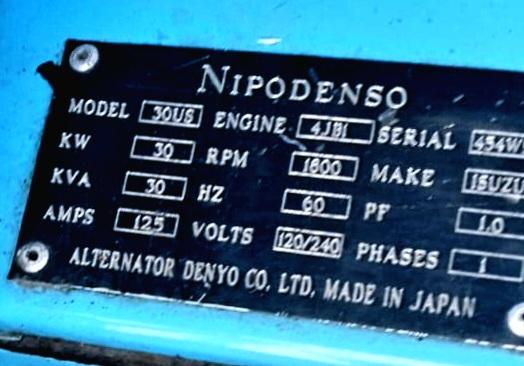 NIPODENSO
MODEL 30US ENGINE 4JB1 SERIAL 454W
KW 30 RPM 1800 MAKE ISUZU
KVA 30 HZ 60 PF 1.0
AMPS 125 VOLTS 120/240 PHASES 1
ALTERNATOR DENYO CO, LTD, MADE IN JAPAN